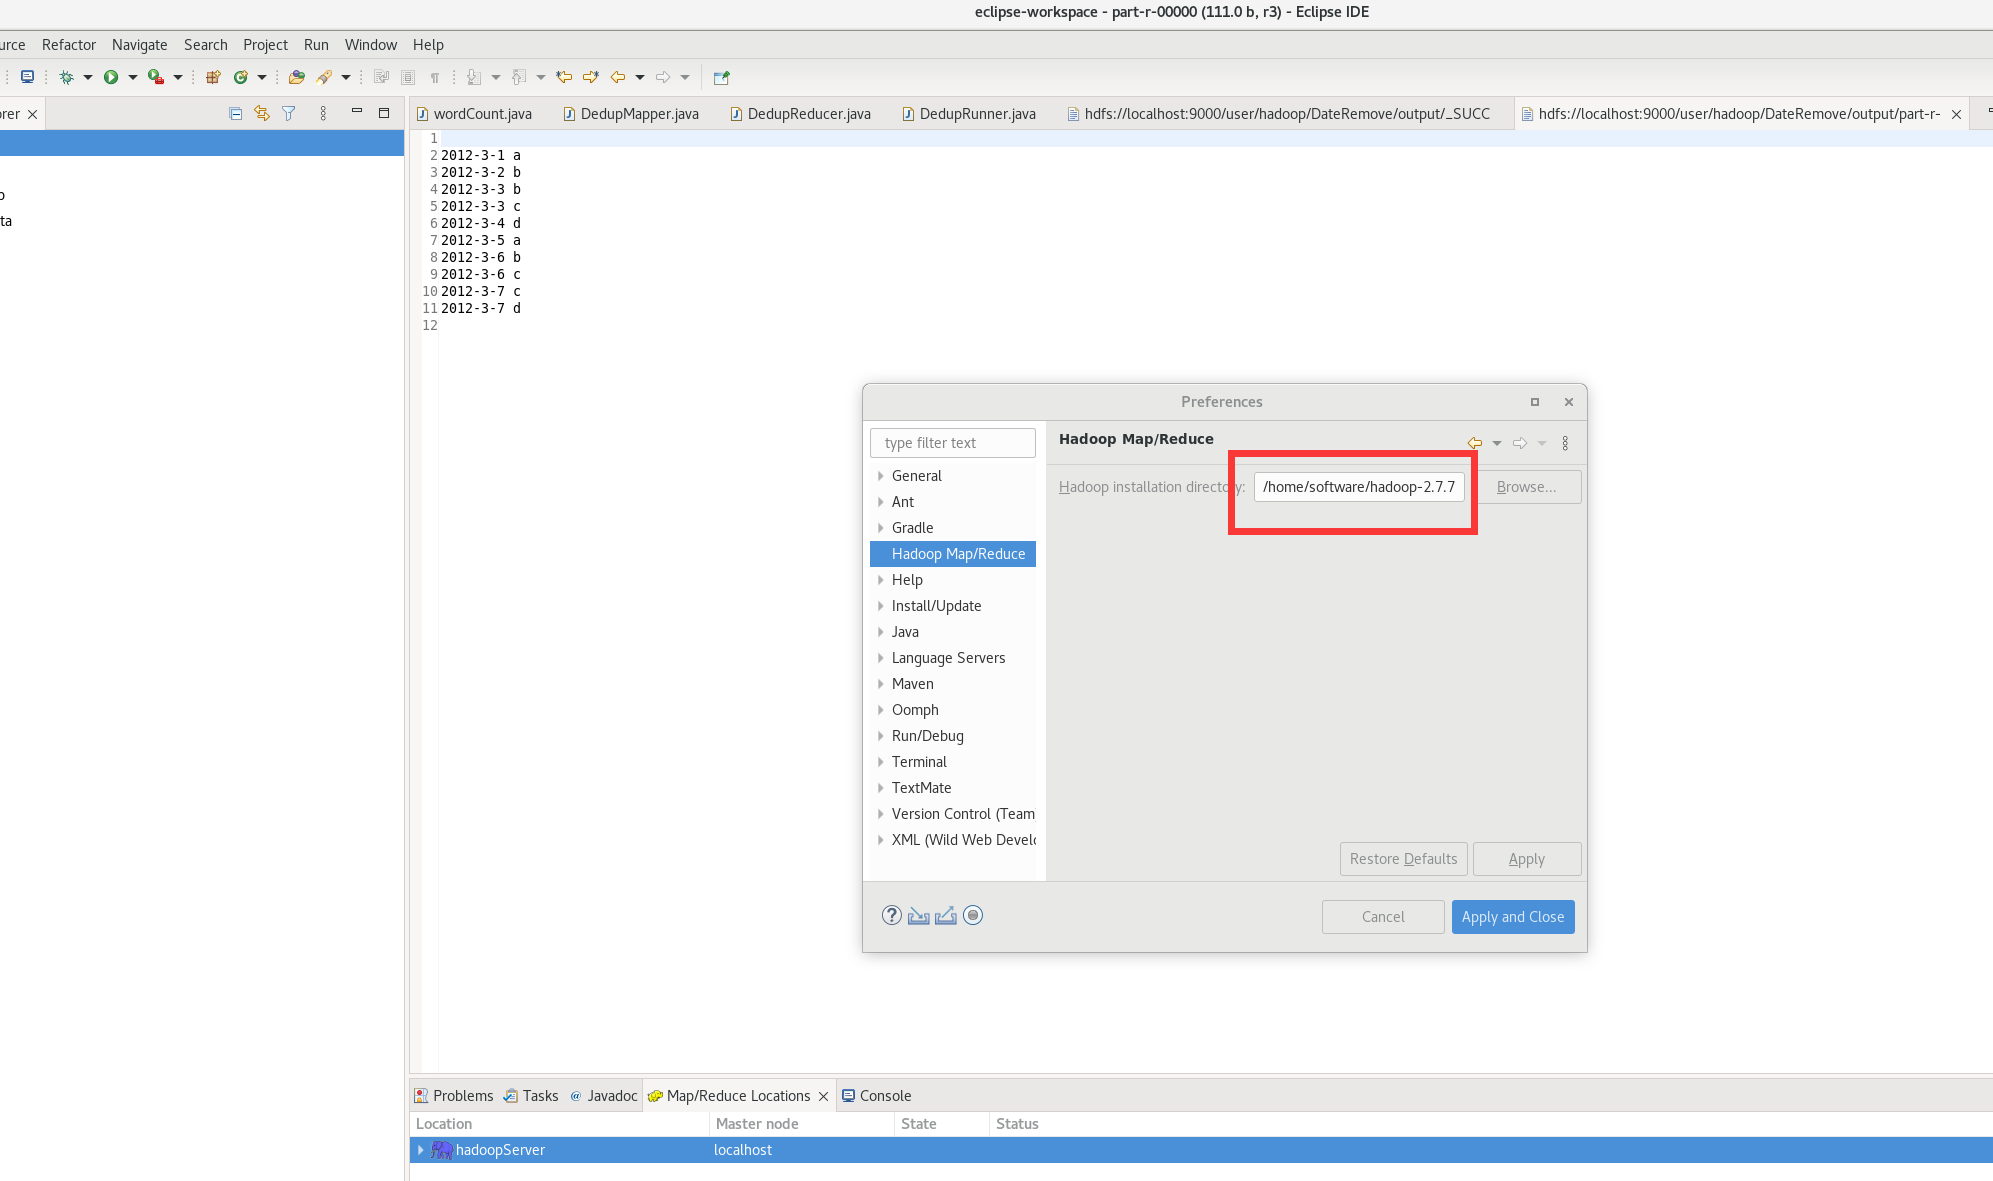 eclipse-workspace - part-r-00000 (111.0 b, r3) - Eclipse IDE
urce Refactor Navigate Search Project Run Window Help
rer
wordCount.java DedupMapper.java DedupReducer.java DedupRunner.java hdfs://localhost:9000/user/hadoop/DateRemove/output/_SUCC hdfs://localhost:9000/user/hadoop/DateRemove/output/part-r-
1
2 2012-3-1 a
3 2012-3-2 b
4 2012-3-3 b
5 2012-3-3 c
6 2012-3-4 d
7 2012-3-5 a
8 2012-3-6 b
9 2012-3-6 c
10 2012-3-7 c
11 2012-3-7 d
12
ta
Preferences
type filter text
General
Ant
Gradle
Hadoop Map/Reduce
Help
Install/Update
Java
Language Servers
Maven
Oomph
Run/Debug
Terminal
TextMate
Version Control (Team)
XML (Wild Web Develo
Hadoop Map/Reduce
Hadoop installation directory: /home/software/hadoop-2.7.7 Browse...
Restore Defaults Apply
Cancel Apply and Close
Problems @ Tasks Javadoc Map/Reduce Locations Console
Location Master node State Status
hadoopServer localhost